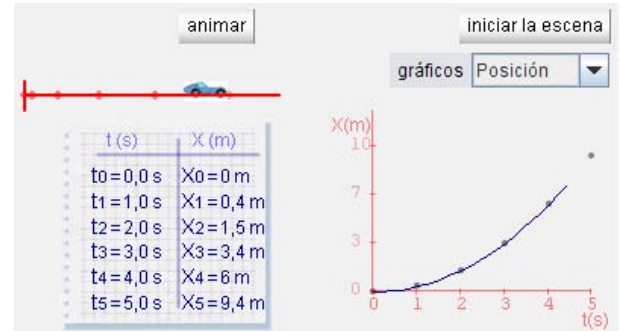 animar
iniciar la escena
gráficos Posición
t (s) X (m)
t0=0,0 s X0=0 m
t1=1,0 s X1=0,4 m
t2=2,0 s X2=1,5 m
t3=3,0 s X3=3,4 m
t4=4,0 s X4=6 m
t5=5,0 s X5=9,4 m
X(m)
10
7
3
0
0 1 2 3 4 5
t(s)